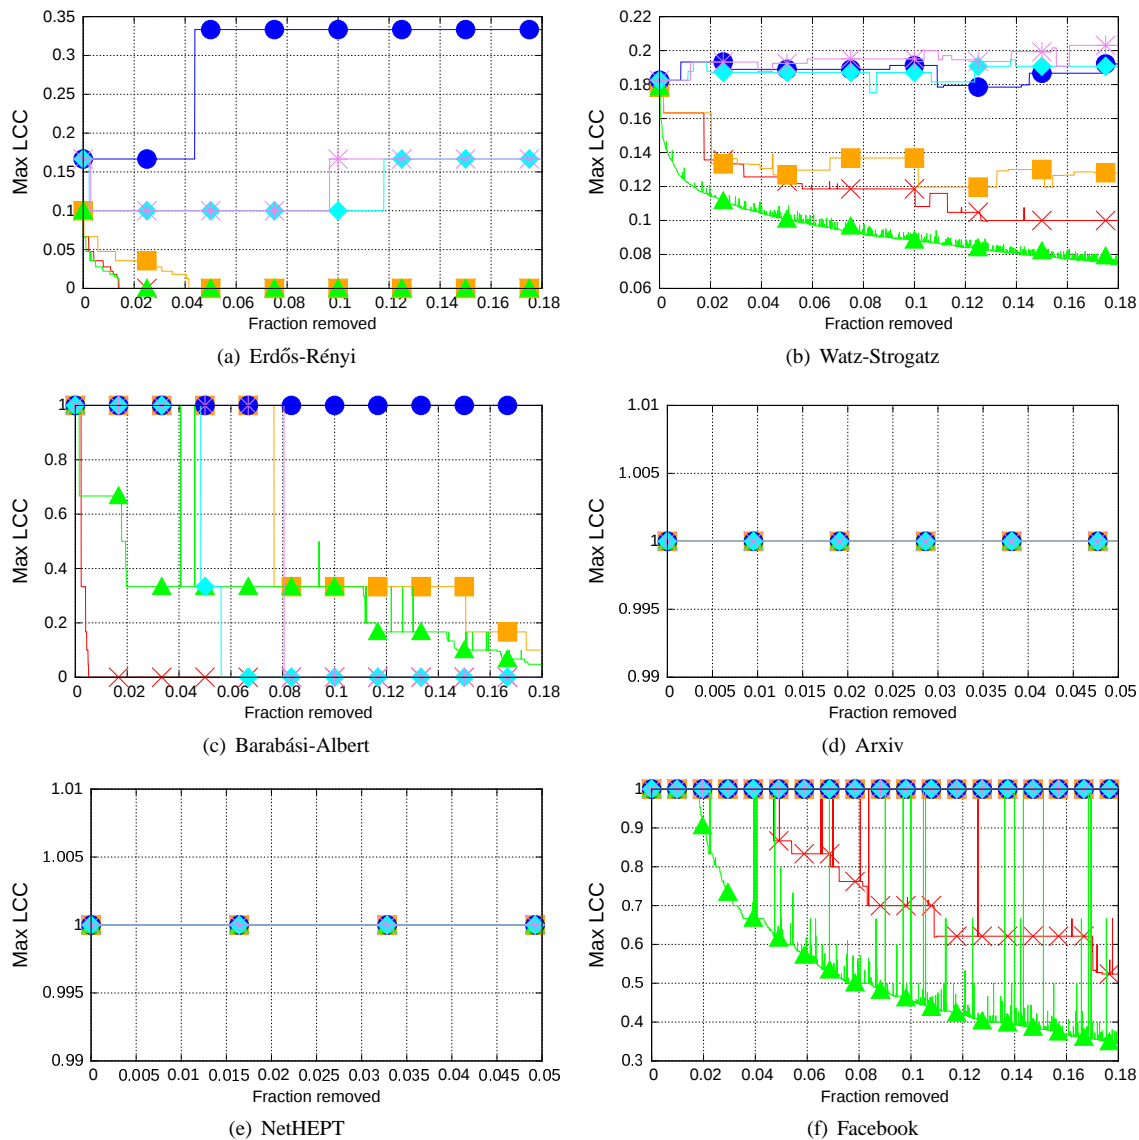 0.35
0.3
0.25
0.2
0.15
0.1
0.05
0
Max LCC
0 0.02 0.04 0.06 0.08 0.1 0.12 0.14 0.16 0.18
Fraction removed
(a) Erdős-Rényi
0.22
0.2
0.18
0.16
0.14
0.12
0.1
0.08
0.06
Max LCC
0 0.02 0.04 0.06 0.08 0.1 0.12 0.14 0.16 0.18
Fraction removed
(b) Watz-Strogatz
1
0.8
0.6
0.4
0.2
0
Max LCC
0 0.02 0.04 0.06 0.08 0.1 0.12 0.14 0.16 0.18
Fraction removed
(c) Barabási-Albert
1.01
1.005
1
0.995
0.99
Max LCC
0 0.005 0.01 0.015 0.02 0.025 0.03 0.035 0.04 0.045 0.05
Fraction removed
(d) Arxiv
1.01
1.005
1
0.995
0.99
Max LCC
0 0.005 0.01 0.015 0.02 0.025 0.03 0.035 0.04 0.045 0.05
Fraction removed
(e) NetHEPT
1
0.9
0.8
0.7
0.6
0.5
0.4
0.3
Max LCC
0 0.02 0.04 0.06 0.08 0.1 0.12 0.14 0.16 0.18
Fraction removed
(f) Facebook